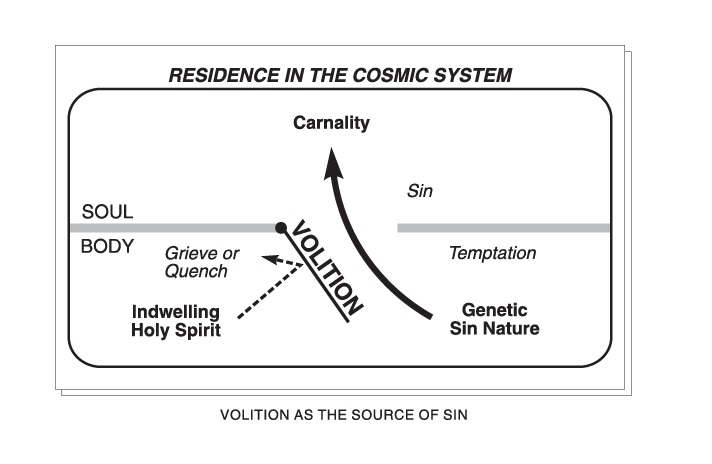 RESIDENCE IN THE COSMIC SYSTEM
Carnality
Sin
SOUL
BODY
VOLITION
Grieve or
Quench
Temptation
Indwelling
Holy Spirit
Genetic
Sin Nature
VOLITION AS THE SOURCE OF SIN